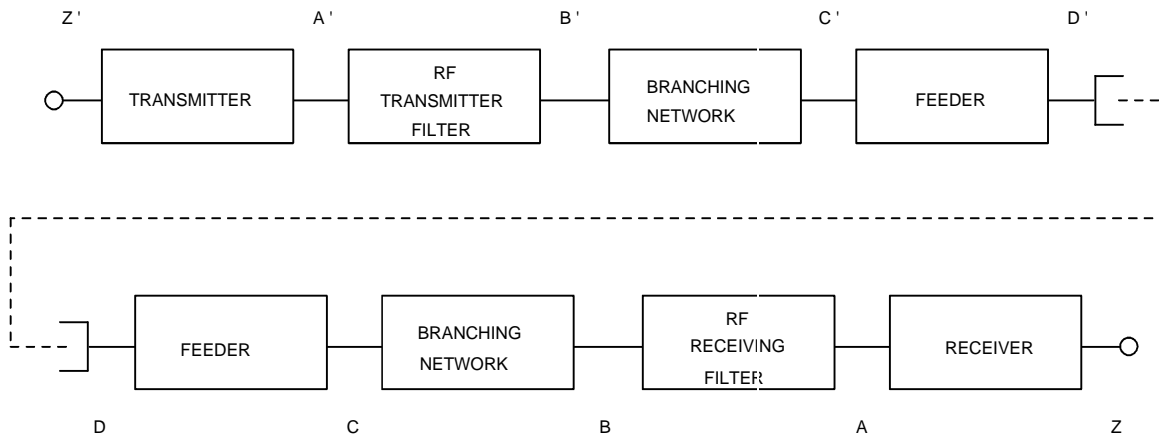 Z ' A ' B ' C ' D '
TRANSMITTER
RF
TRANSMITTER
FILTER
BRANCHING
NETWORK
FEEDER
FEEDER
BRANCHING
NETWORK
RF
RECEIVING
FILTER
RECEIVER
D C B A Z